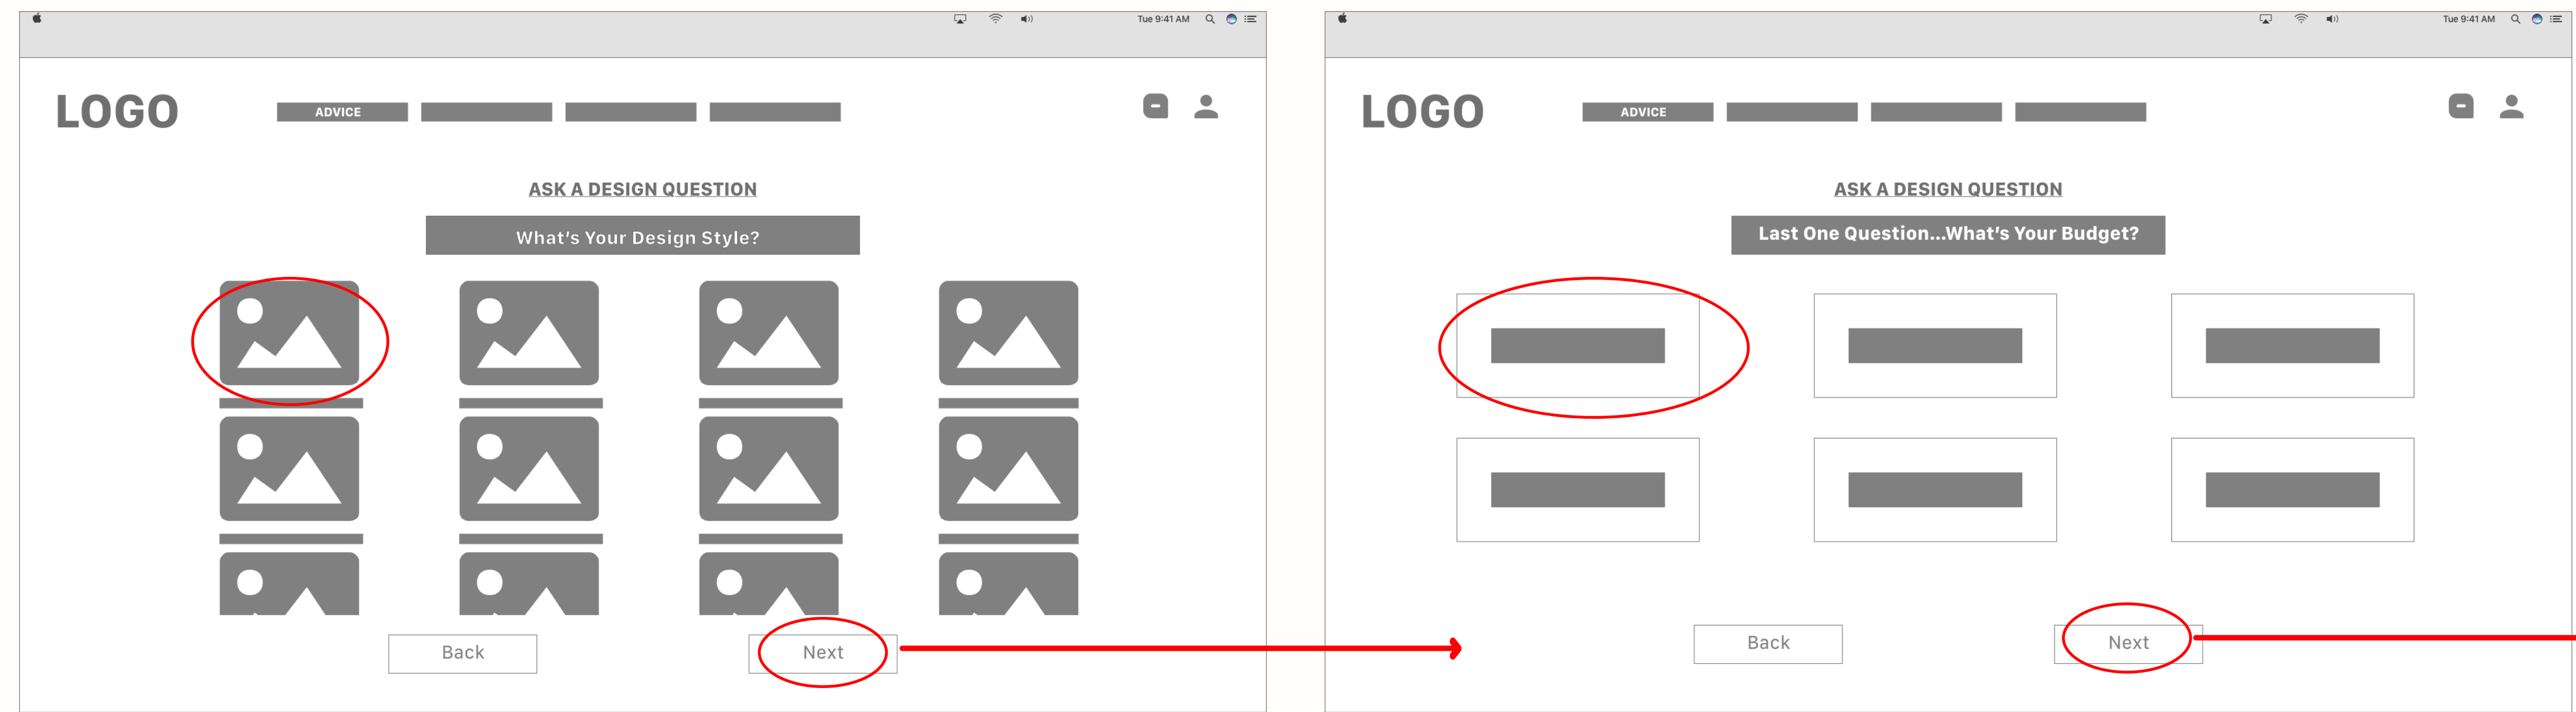 Tue 9:41 AM
LOGO
ADVICE
ASK A DESIGN QUESTION
What's Your Design Style?
Back
Next
Tue 9:41 AM
LOGO
ADVICE
ASK A DESIGN QUESTION
Last One Question...What's Your Budget?
Back
Next